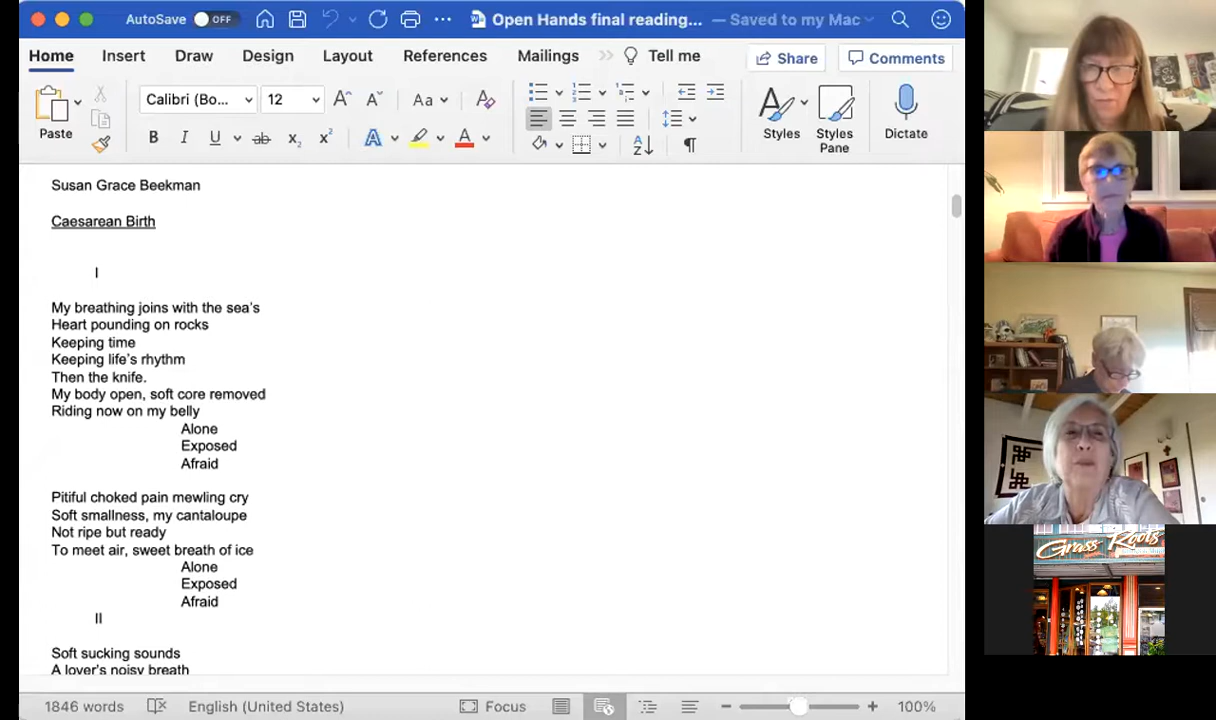 AutoSave OFF
Open Hands final reading... — Saved to my Mac
Home Insert Draw Design Layout References Mailings Tell me Share Comments
Paste
Calibri (Bo... 12
Styles
Styles Pane
Dictate
Susan Grace Beekman
Caesarean Birth
I
My breathing joins with the sea's
Heart pounding on rocks
Keeping time
Keeping life's rhythm
Then the knife.
My body open, soft core removed
Riding now on my belly
Alone
Exposed
Afraid
Pitiful choked pain mewling cry
Soft smallness, my cantaloupe
Not ripe but ready
To meet air, sweet breath of ice
Alone
Exposed
Afraid
II
Soft sucking sounds
A lover's noisy breath
1846 words English (United States) Focus 100%
Grass Roots